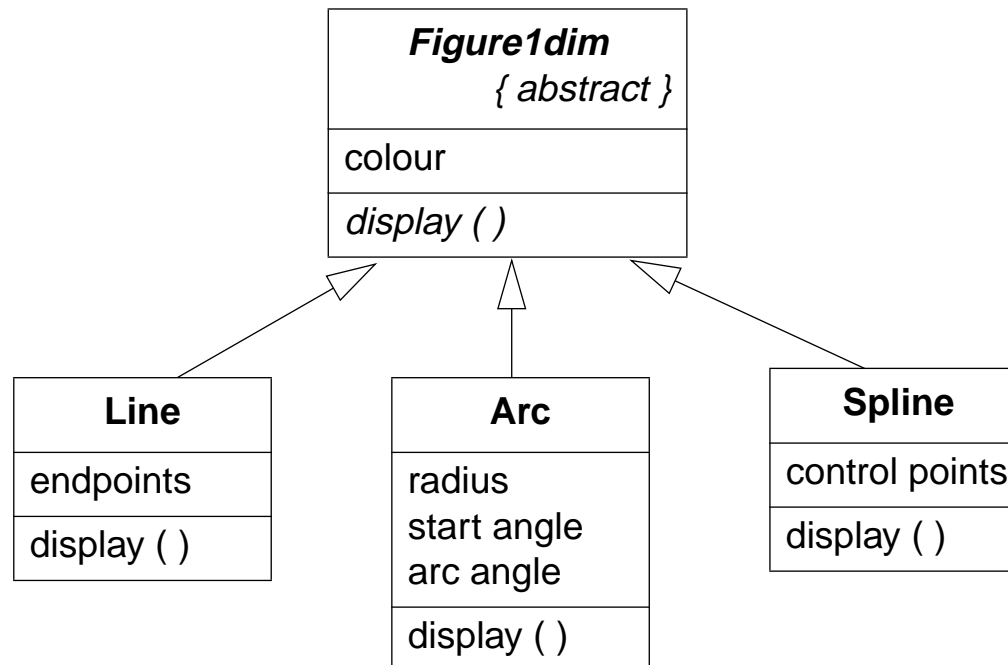 Figure1dim
{ abstract }
colour
display ( )
Line
endpoints
display ( )
Arc
radius
start angle
arc angle
display ( )
Spline
control points
display ( )